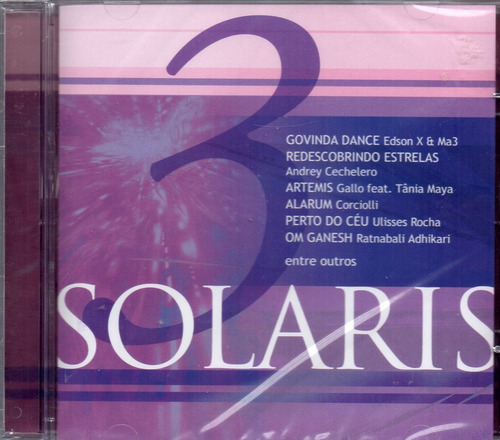 3
GOVINDA DANCE Edson X & Ma3
REDESCOBRINDO ESTRELAS
Andrey Cechelero
ARTEMIS Gallo feat. Tânia Maya
ALARUM Corciolli
PERTO DO CÉU Ulisses Rocha
OM GANESH Ratnabali Adhikari
entre outros
SOLARIS